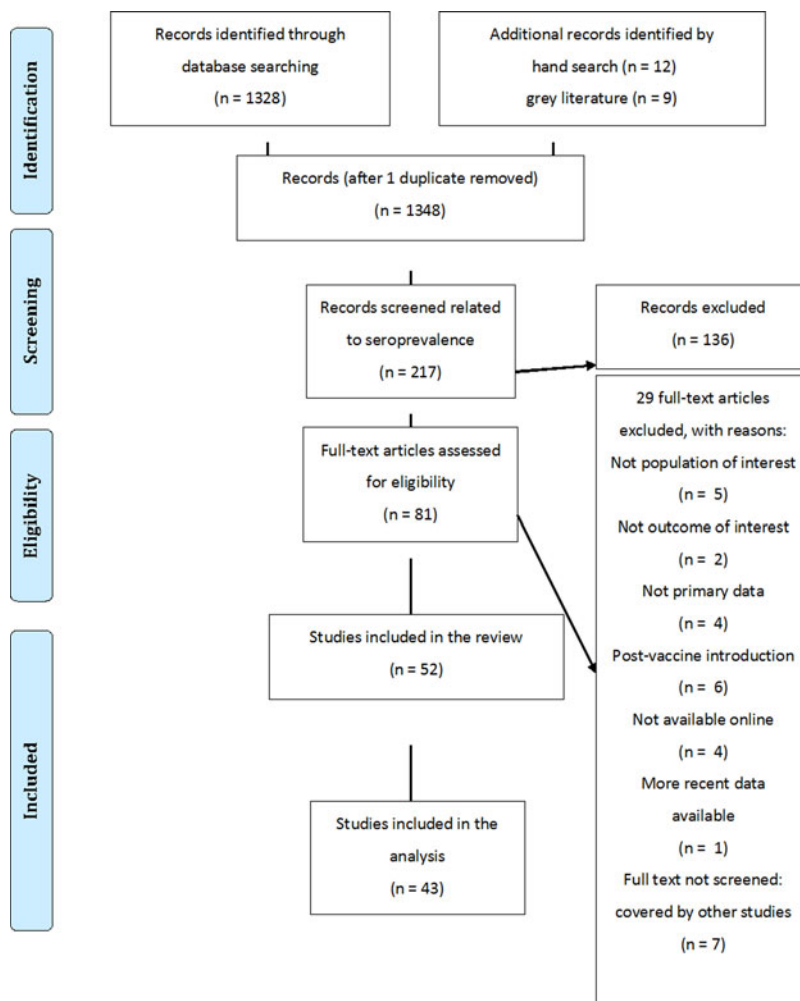 Identification
Records identified through
database searching
(n = 1328)
Additional records identified by
hand search (n = 12)
grey literature (n = 9)
Records (after 1 duplicate removed)
(n = 1348)
Screening
Records screened related
to seroprevalence
(n = 217)
Records excluded
(n = 136)
Eligibility
Full-text articles assessed
for eligibility
(n = 81)
29 full-text articles
excluded, with reasons:
Not population of interest
(n = 5)
Not outcome of interest
(n = 2)
Not primary data
(n = 4)
Post-vaccine introduction
(n = 6)
Not available online
(n = 4)
More recent data
available
(n = 1)
Full text not screened:
covered by other studies
(n = 7)
Included
Studies included in the review
(n = 52)
Studies included in the
analysis
(n = 43)